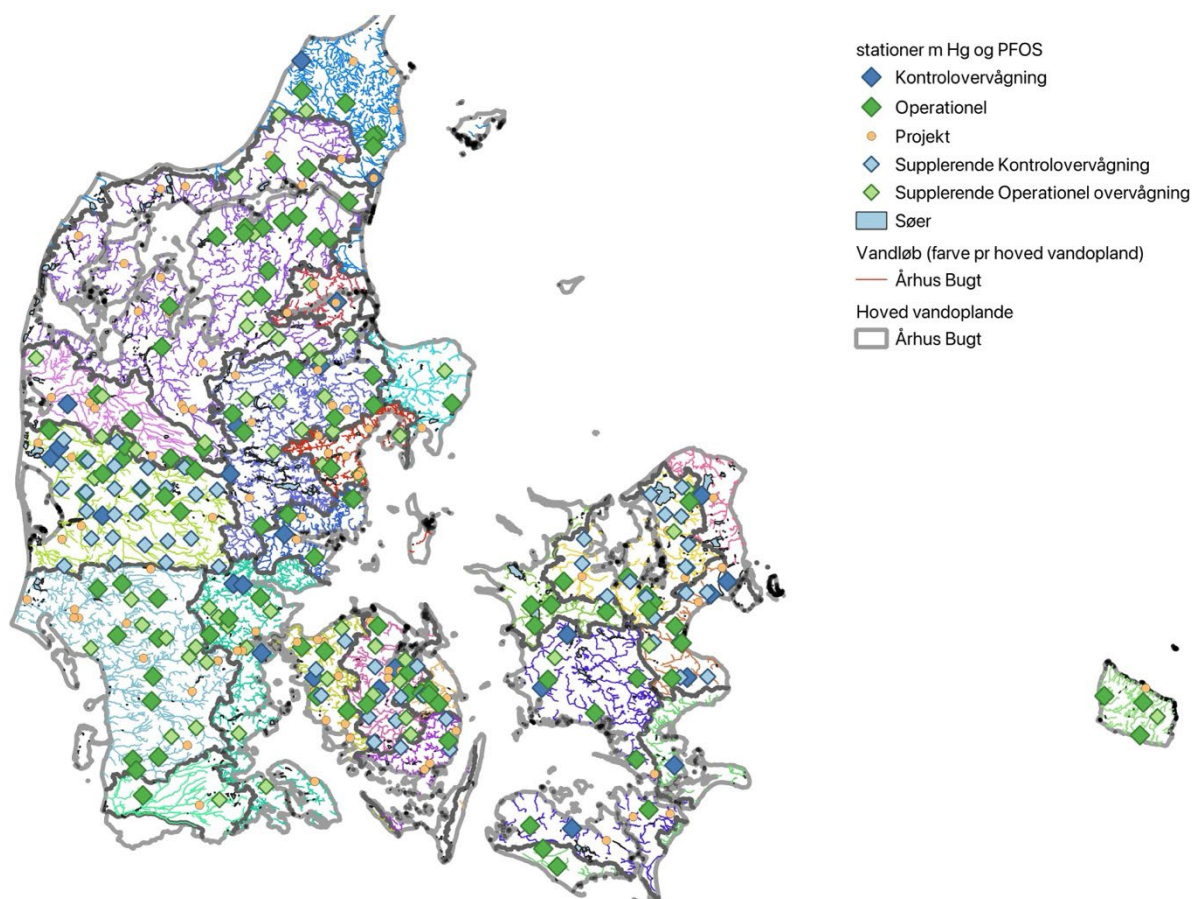 stationer m Hg og PFOS
Kontrolovervågning
Operationel
Projekt
Supplerende Kontrolovervågning
Supplerende Operationel overvågning
Søer
Vandløb (farve pr hoved vandopland)
Århus Bugt
Hoved vandoplande
Århus Bugt